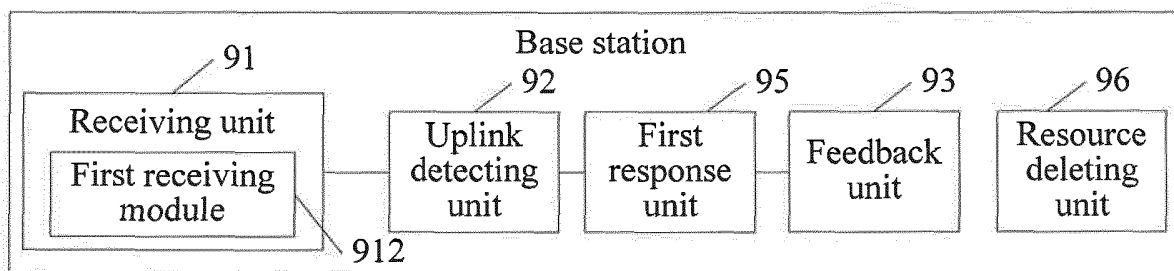 Base station
91
92
95
93
96
Receiving unit
First receiving
module
912
Uplink
detecting
unit
First
response
unit
Feedback
unit
Resource
deleting
unit